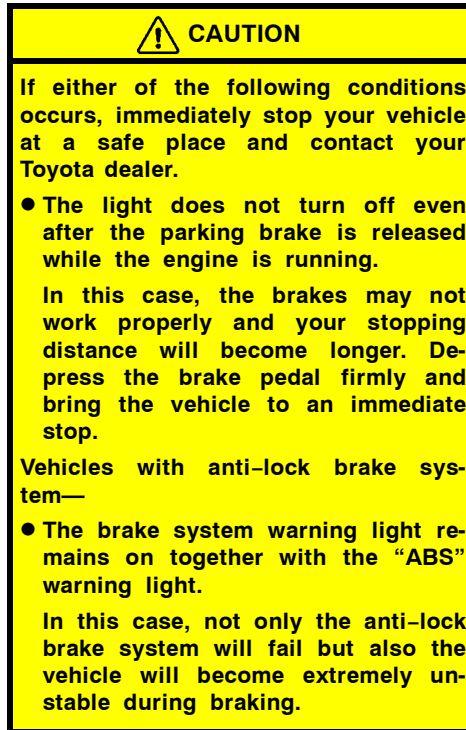 CAUTION
If either of the following conditions
occurs, immediately stop your vehicle
at a safe place and contact your
Toyota dealer.
● The light does not turn off even
after the parking brake is released
while the engine is running.
In this case, the brakes may not
work properly and your stopping
distance will become longer. De-
press the brake pedal firmly and
bring the vehicle to an immediate
stop.
Vehicles with anti−lock brake sys-
tem—
● The brake system warning light re-
mains on together with the “ABS”
warning light.
In this case, not only the anti−lock
brake system will fail but also the
vehicle will become extremely un-
stable during braking.